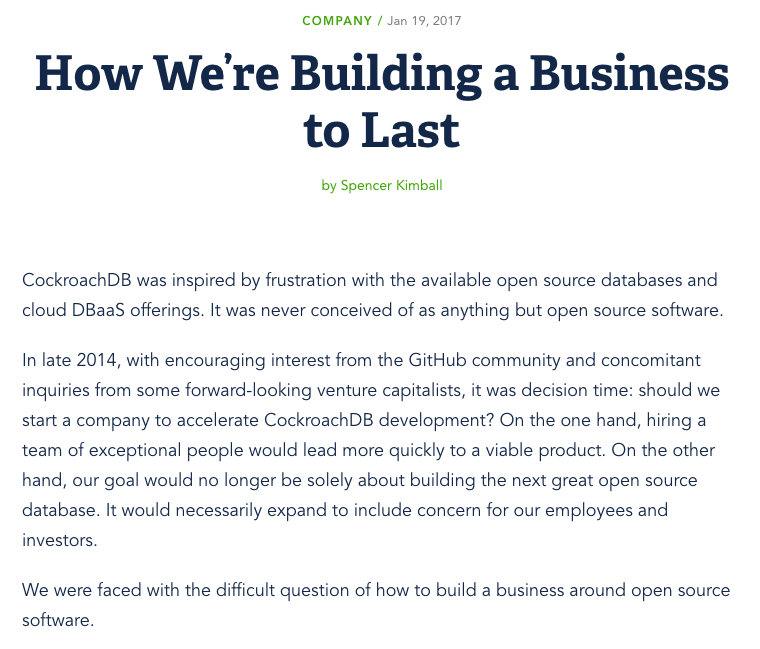 COMPANY / Jan 19, 2017
How We’re Building a Business
to Last
by Spencer Kimball
CockroachDB was inspired by frustration with the available open source databases and
cloud DBaaS offerings. It was never conceived of as anything but open source software.
In late 2014, with encouraging interest from the GitHub community and concomitant
inquiries from some forward-looking venture capitalists, it was decision time: should we
start a company to accelerate CockroachDB development? On the one hand, hiring a
team of exceptional people would lead more quickly to a viable product. On the other
hand, our goal would no longer be solely about building the next great open source
database. It would necessarily expand to include concern for our employees and
investors.
We were faced with the difficult question of how to build a business around open source
software.